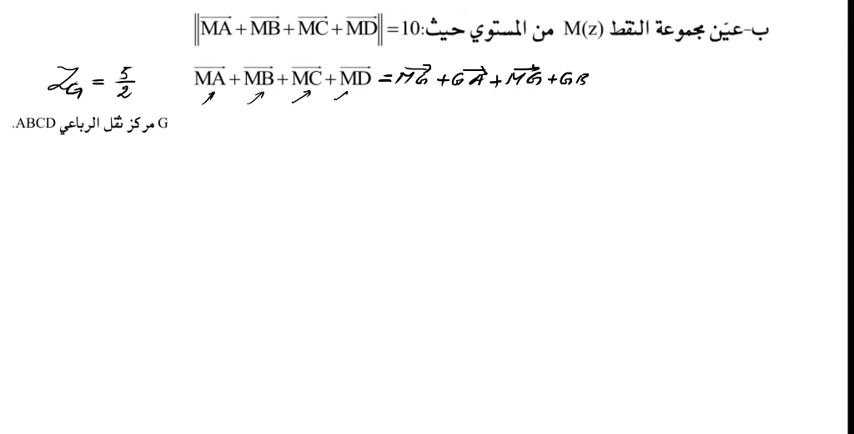 ب-عيّن مجموعة النقط M(z) من المستوي حيث: ||MA + MB + MC + MD|| = 10
Z_G = 5/2
MA + MB + MC + MD = MG + GA + MG + GB
G مركز ثقل الرباعي ABCD.